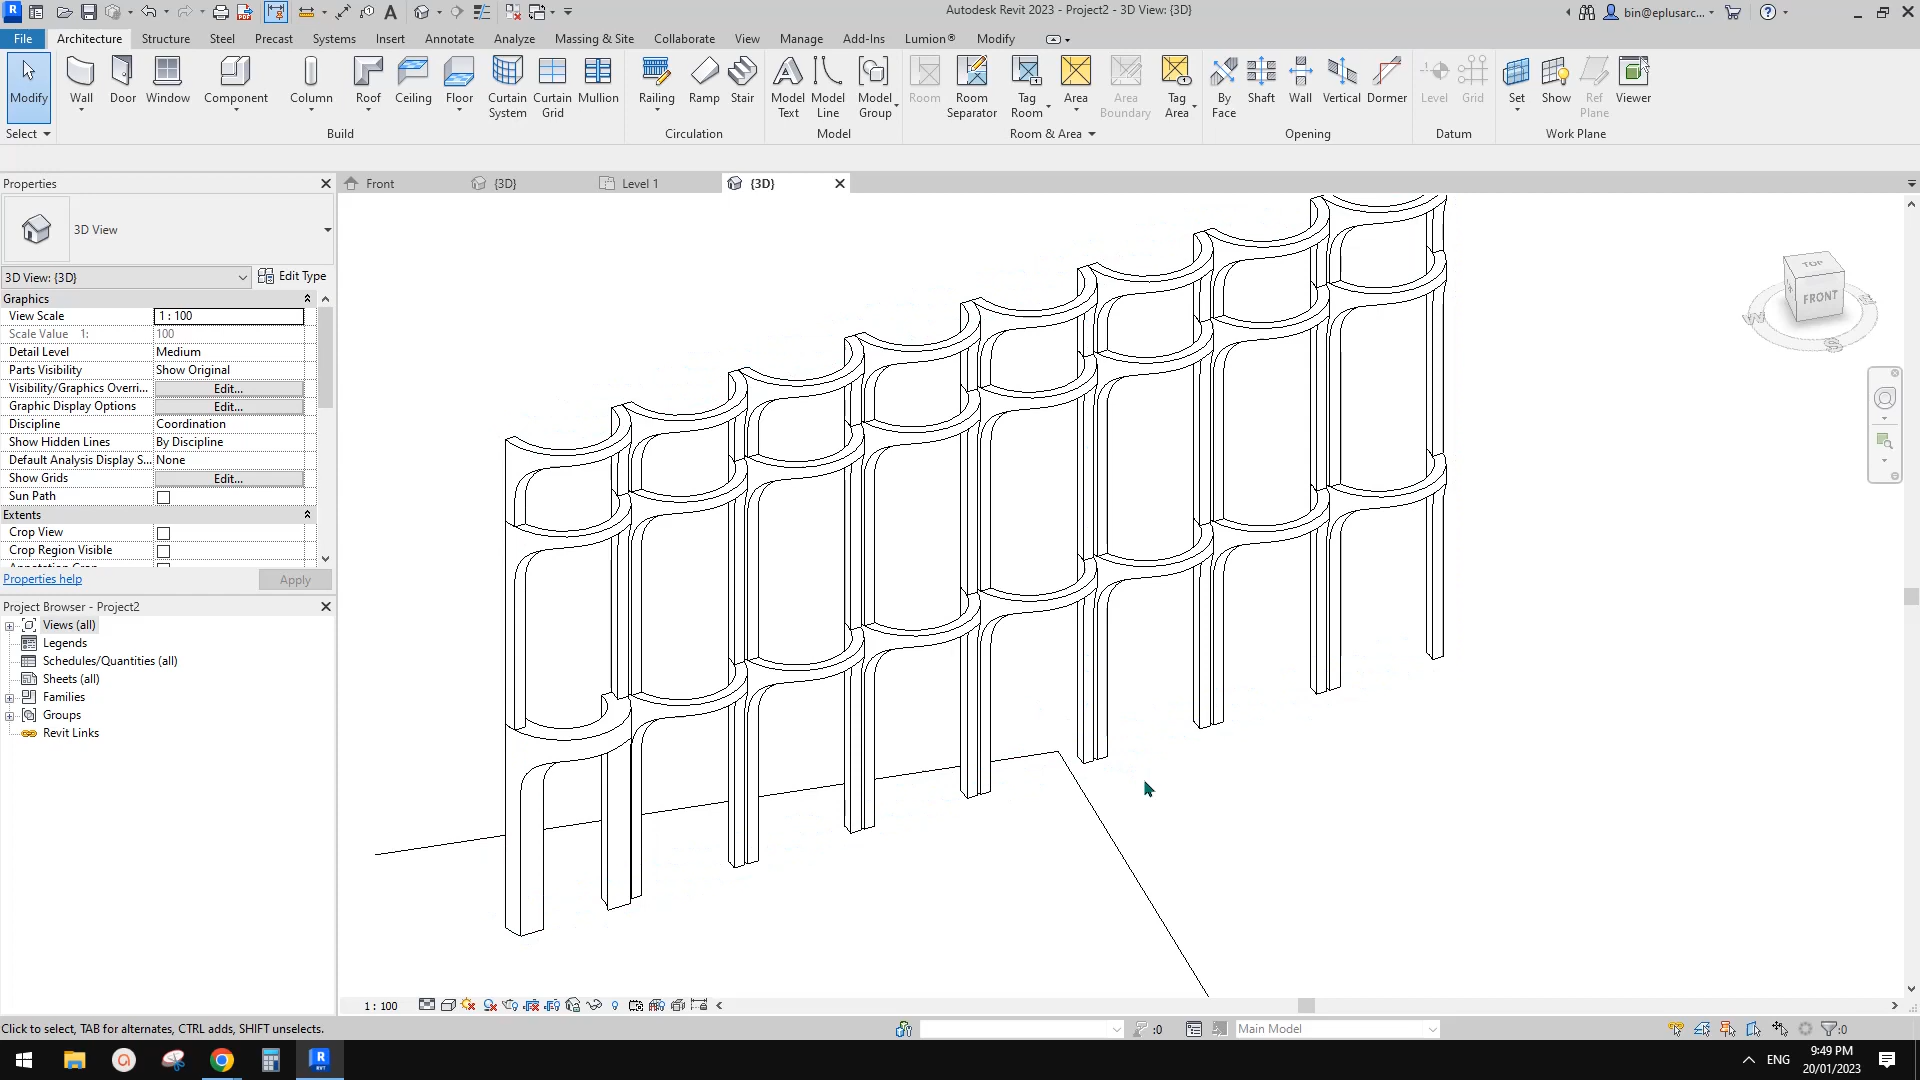 Autodesk Revit 2023 - Project2 - 3D View: {3D}
bin@eplusarc...
File Architecture Structure Steel Precast Systems Insert Annotate Analyze Massing & Site Collaborate View Manage Add-Ins Lumion® Modify
Modify Wall Door Window Component Column Roof Ceiling Floor Curtain System Curtain Grid Mullion Railing Ramp Stair Model Text Model Line Model Group Room Room Separator Tag Room Area Area Boundary Tag Area By Face Shaft Wall Vertical Dormer Level Grid Set Show Ref Plane Viewer
Select Build Circulation Model Room & Area Opening Datum Work Plane
Properties
Front {3D} Level 1 {3D}
3D View
3D View: {3D} Edit Type
Graphics
View Scale 1 : 100
Scale Value 1: 100
Detail Level Medium
Parts Visibility Show Original
Visibility/Graphics Overri... Edit...
Graphic Display Options Edit...
Discipline Coordination
Show Hidden Lines By Discipline
Default Analysis Display S... None
Show Grids Edit...
Sun Path
Extents
Crop View
Crop Region Visible
Properties help Apply
Project Browser - Project2
Views (all)
Legends
Schedules/Quantities (all)
Sheets (all)
Families
Groups
Revit Links
TOP
FRONT
W
S
1 : 100
Click to select, TAB for alternates, CTRL adds, SHIFT unselects.
:0
Main Model
:0
ENG
9:49 PM
20/01/2023